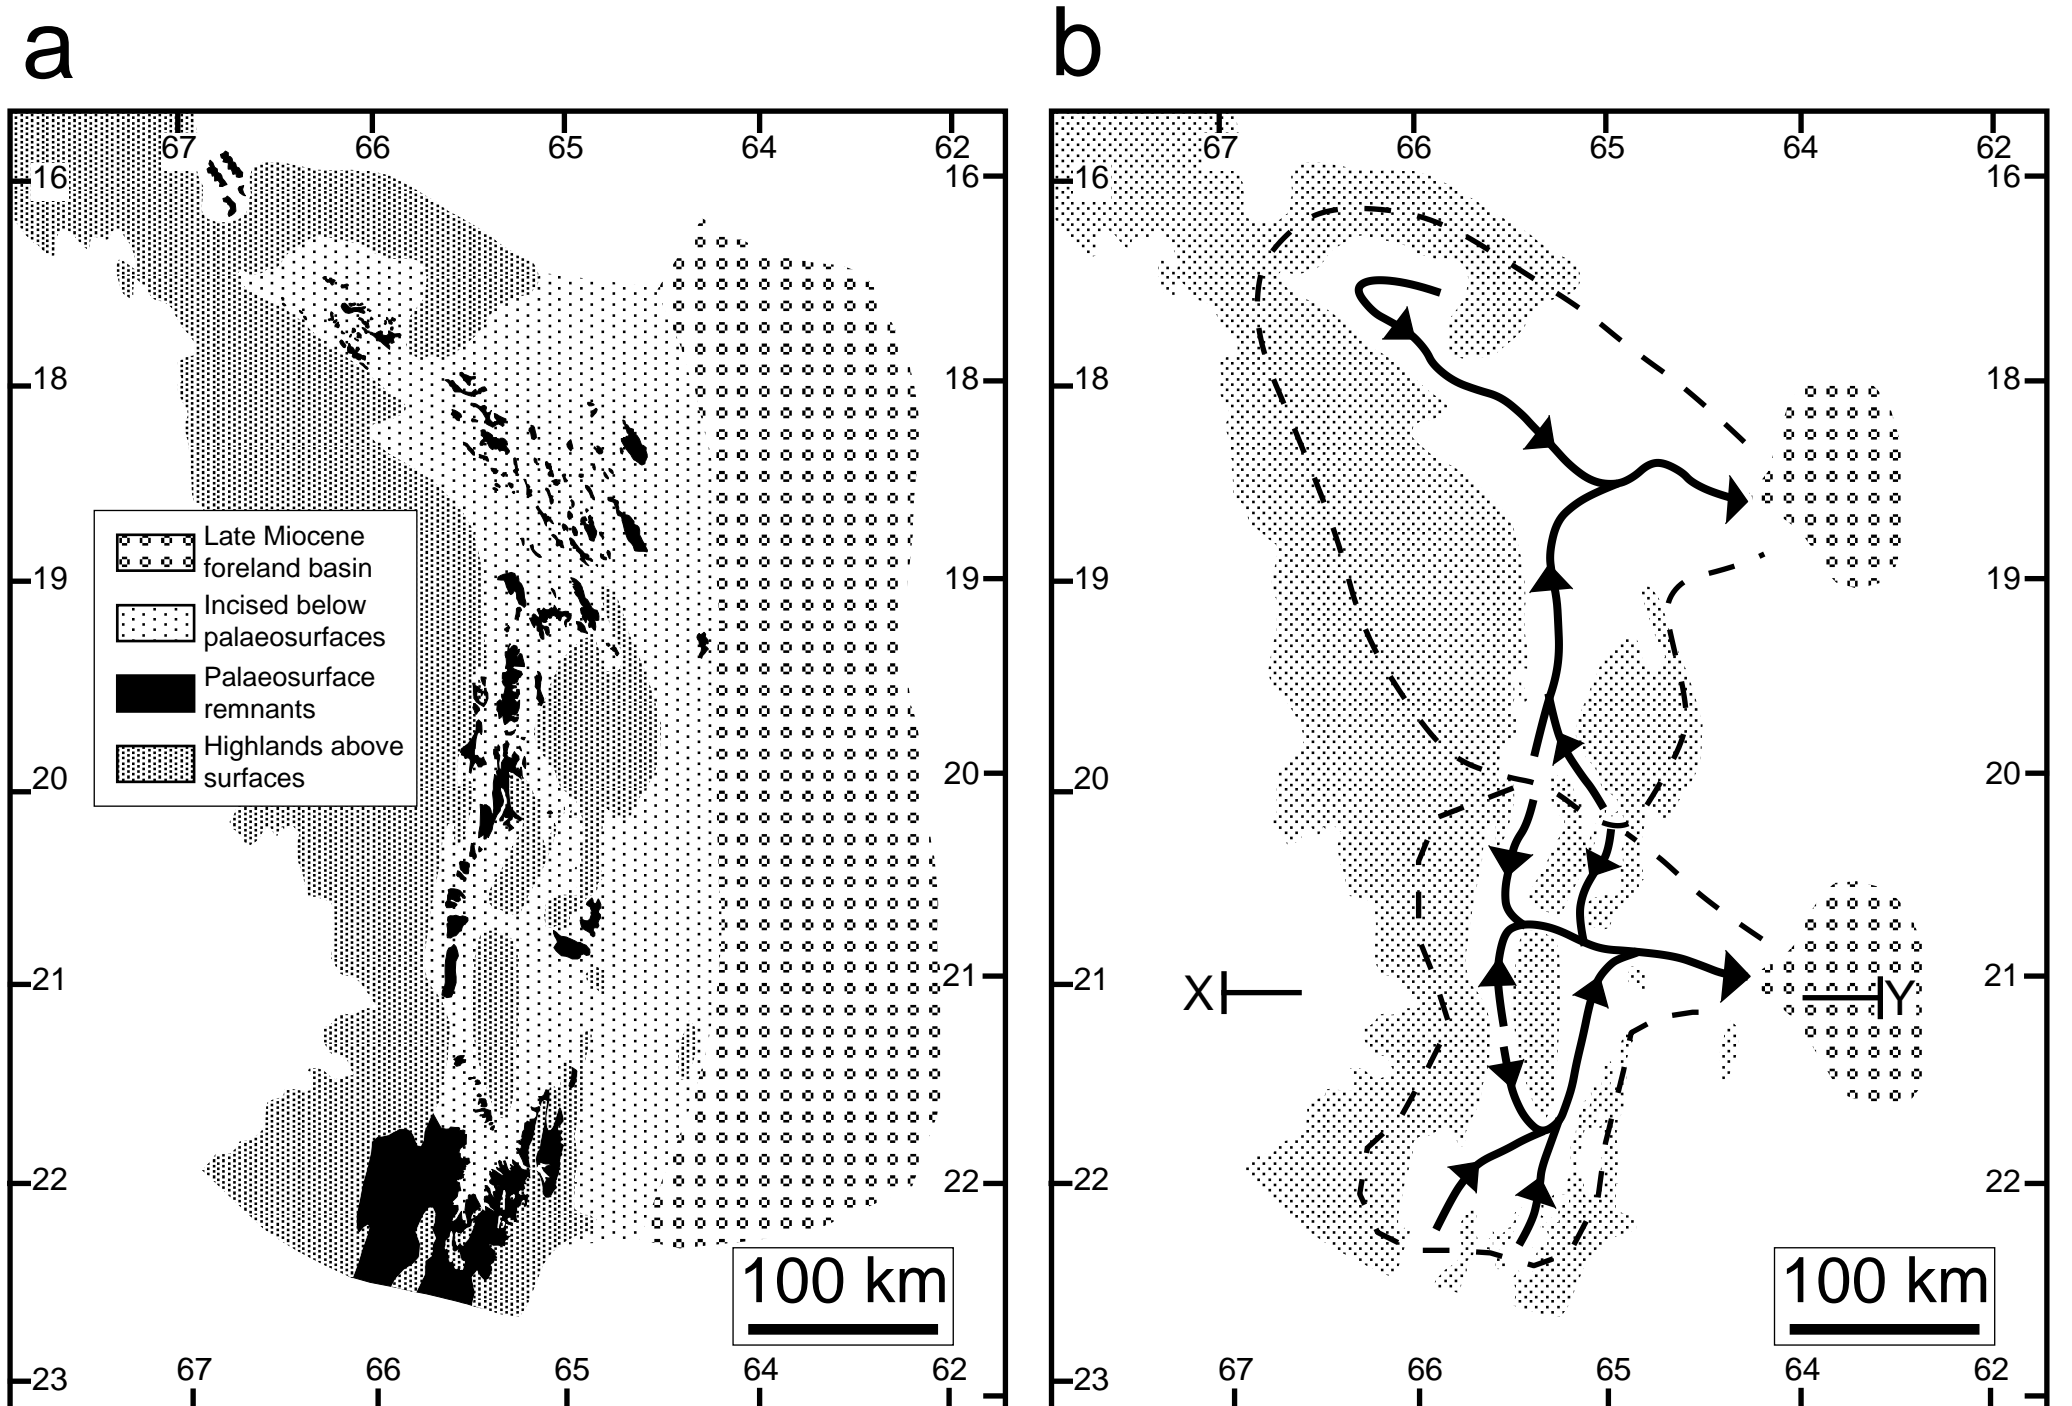 a
67 66 65 64 62
16 16
18 18
19 19
20 20
21 21
22 22
23
67 66 65 64 62
Late Miocene
foreland basin
Incised below
palaeosurfaces
Palaeosurface
remnants
Highlands above
surfaces
100 km
b
67 66 65 64 62
16 16
18 18
19 19
20 20
21 21
22 22
23
67 66 65 64 62
X Y
100 km